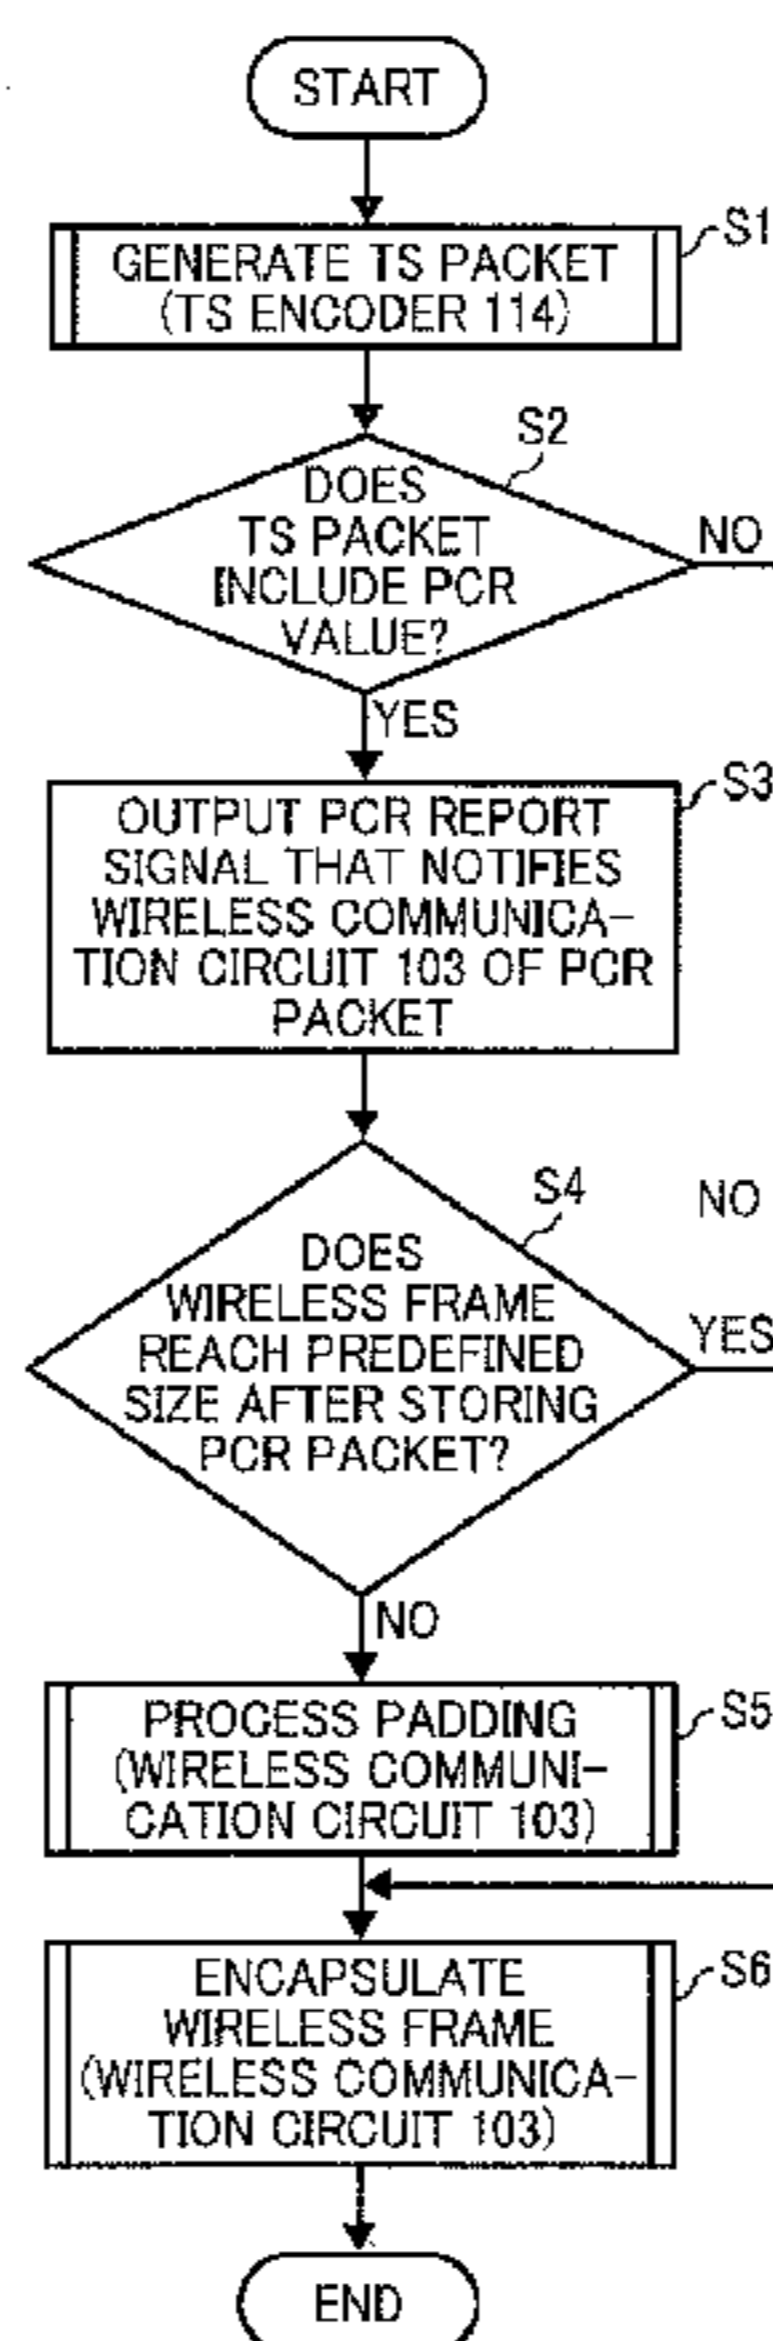 START
S1
GENERATE TS PACKET
(TS ENCODER 114)
S2
DOES
TS PACKET
INCLUDE PCR
VALUE?
NO
YES
S3
OUTPUT PCR REPORT
SIGNAL THAT NOTIFIES
WIRELESS COMMUNICA-
TION CIRCUIT 103 OF PCR
PACKET
S4
NO
DOES
WIRELESS FRAME
REACH PREDEFINED
SIZE AFTER STORING
PCR PACKET?
YES
NO
S5
PROCESS PADDING
(WIRELESS COMMUNI-
CATION CIRCUIT 103)
S6
ENCAPSULATE
WIRELESS FRAME
(WIRELESS COMMUNICA-
TION CIRCUIT 103)
END